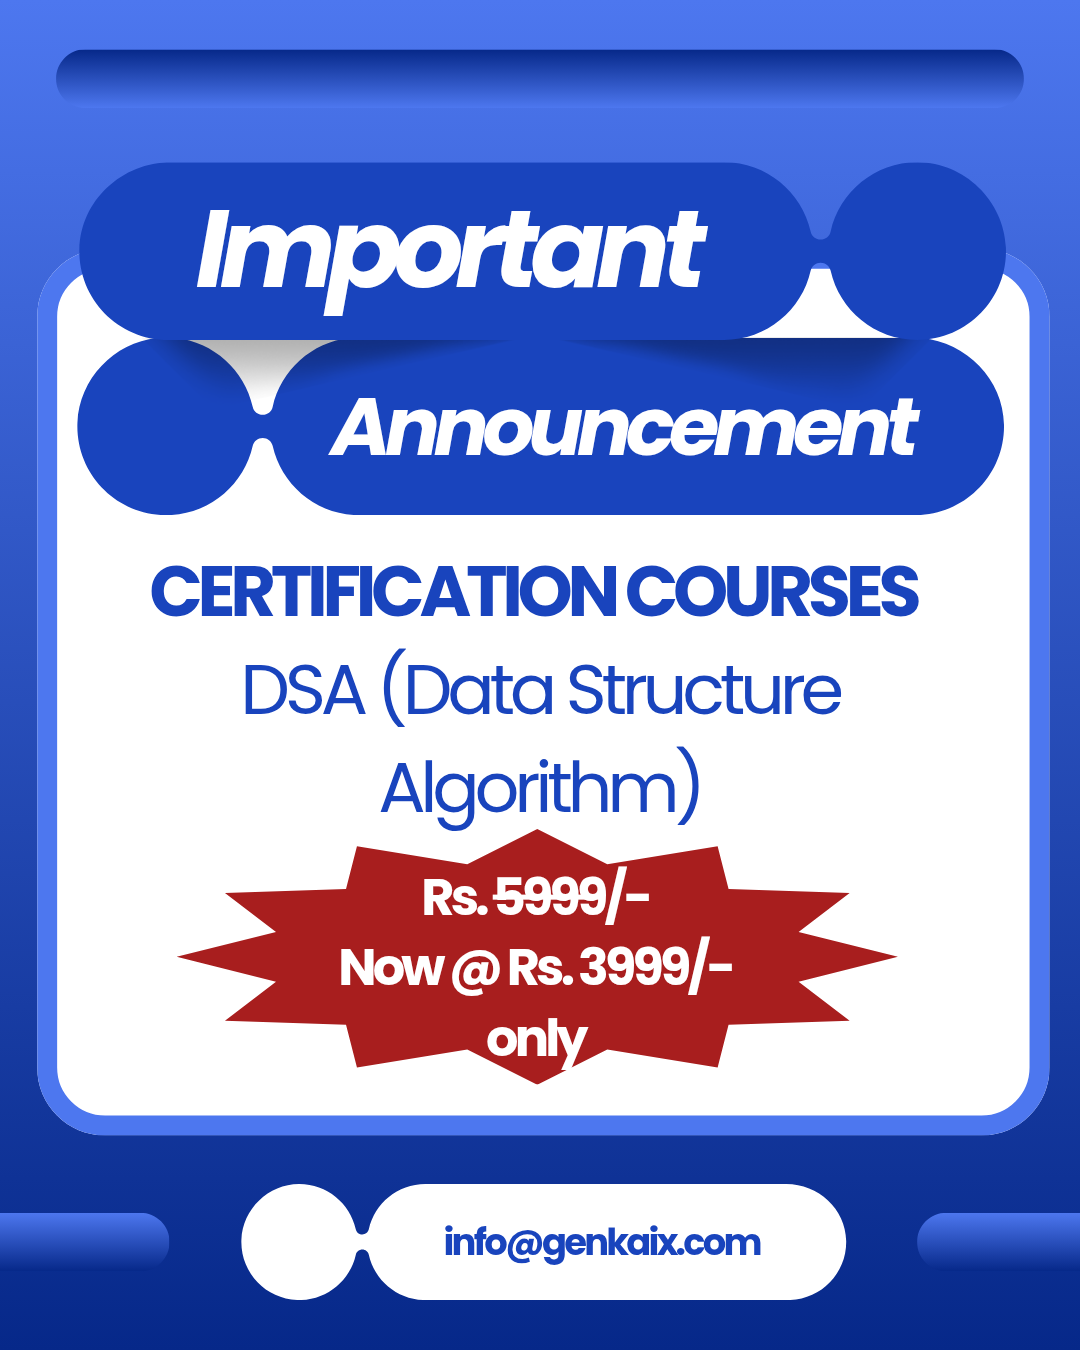 Important
Announcement
CERTIFICATION COURSES
DSA (Data Structure
Algorithm)
Rs. 5999/-
Now @ Rs. 3999/-
only
info@genkaix.com